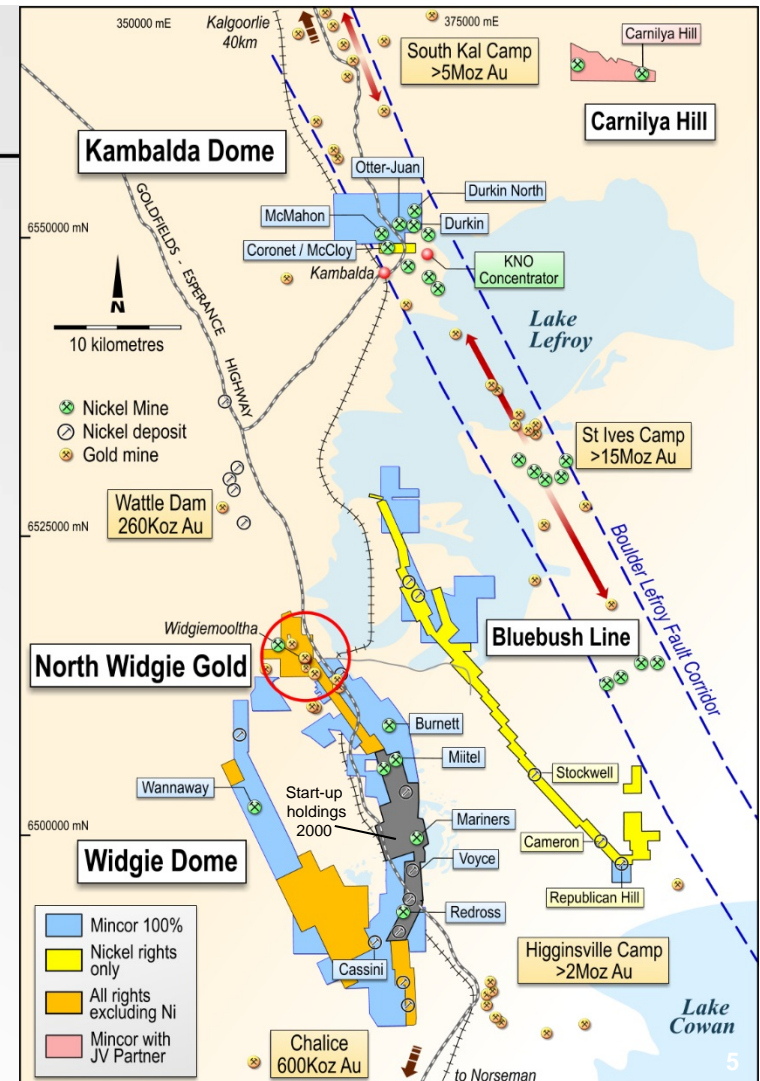 350000 mE
375000 mE
Kalgoorlie
40km
South Kal Camp
>5Moz Au
Carnilya Hill
Carnilya Hill
Kambalda Dome
Otter-Juan
Durkin North
McMahon
Durkin
6550000 mN
Coronet / McCloy
KNO
Concentrator
Kambalda
GOLDFIELDS - ESPERANCE HIGHWAY
N
10 kilometres
Lake
Lefroy
Nickel Mine
Nickel deposit
Gold mine
St Ives Camp
>15Moz Au
Wattle Dam
260Koz Au
6525000 mN
Boulder Lefroy Fault Corridor
Widgiemooltha
Bluebush Line
North Widgie Gold
Burnett
Miitel
Stockwell
Wannaway
Start-up
holdings
2000
Mariners
6500000 mN
Cameron
Widgie Dome
Voyce
Republican Hill
Redross
Mincor 100%
Nickel rights
only
All rights
excluding Ni
Mincor with
JV Partner
Cassini
Higginsville Camp
>2Moz Au
Lake
Cowan
Chalice
600Koz Au
to Norseman
5